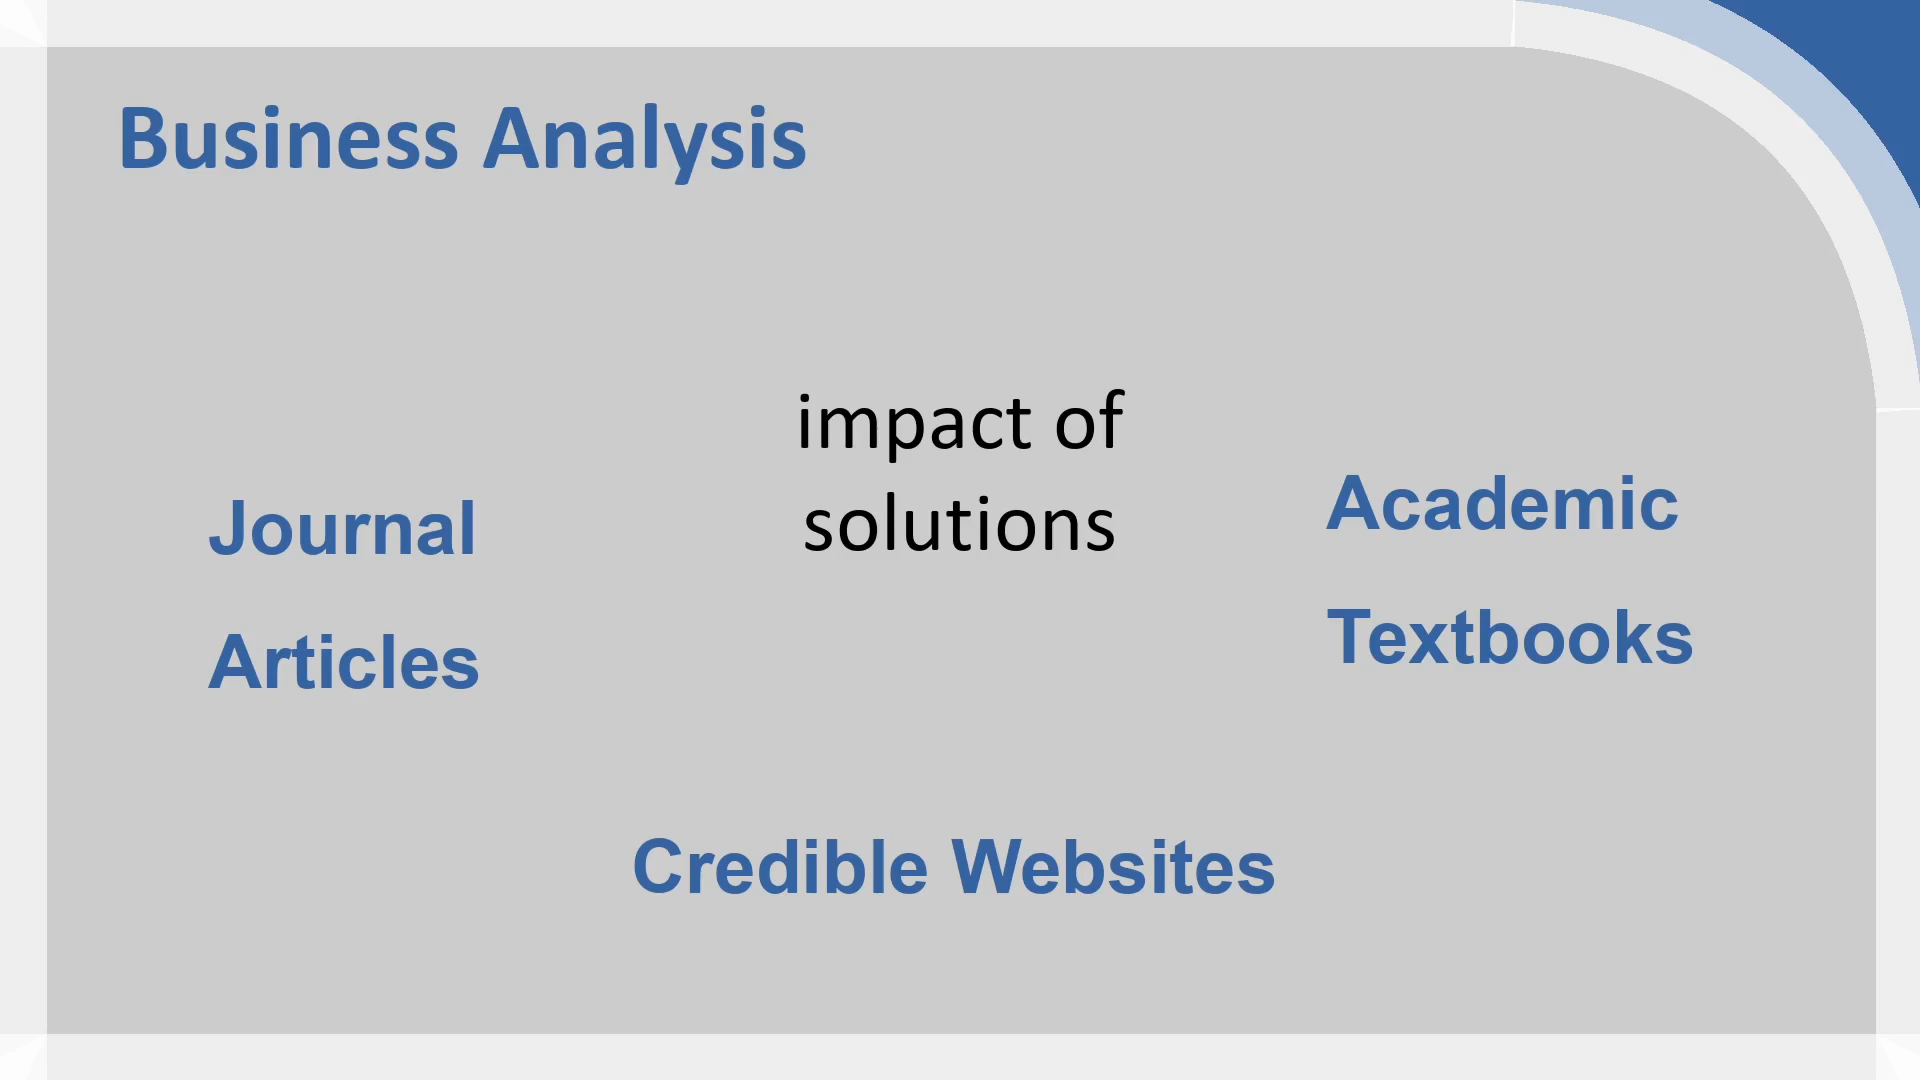 Business Analysis
impact of
solutions
Journal
Articles
Academic
Textbooks
Credible Websites